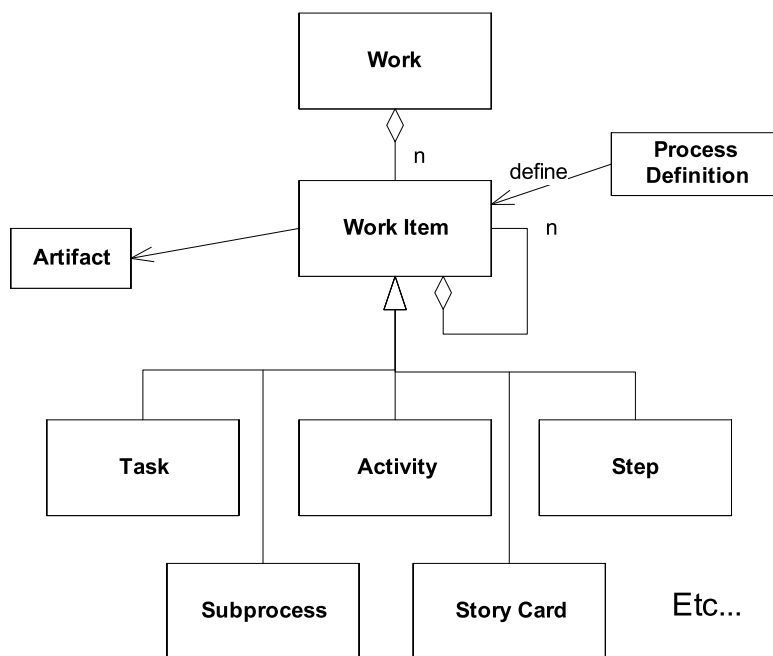 Work
n
Process
Definition
define
Work Item
n
Artifact
Task
Activity
Step
Subprocess
Story Card
Etc...